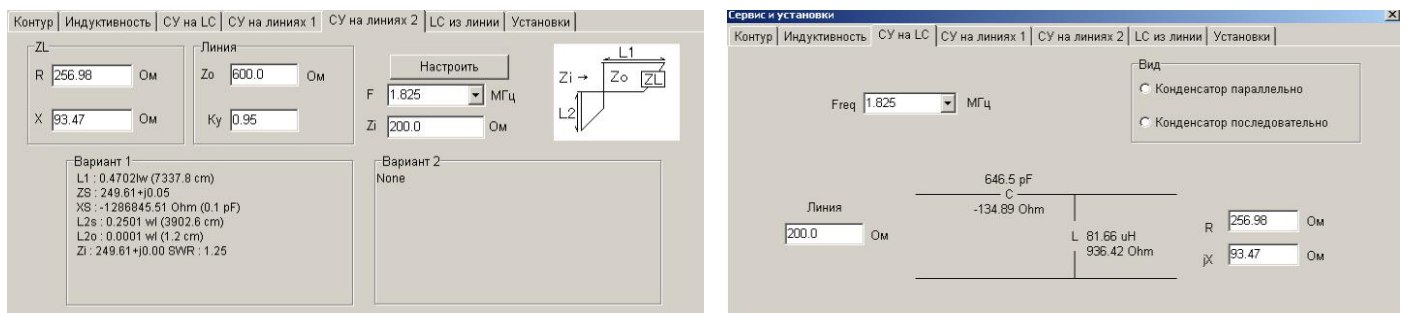 Контур Индуктивность СУ на LC СУ на линиях 1 СУ на линиях 2 LC из линии Установки
ZL
R 256.98 Ом
X 93.47 Ом
Линия
Zo 600.0 Ом
Ку 0.95
Настроить
F 1.825 МГц
Zi 200.0 Ом
L1
Zi → Zo ZL
L2
Вариант 1
L1 : 0.4702lw (7337.8 cm)
ZS : 249.61+j0.05
XS : -1286845.51 Ohm (0.1 pF)
L2s : 0.2501 wl (3902.6 cm)
L2o : 0.0001 wl (1.2 cm)
Zi : 249.61+j0.00 SWR : 1.25
Вариант 2
None
Сервис и установки
Контур Индуктивность СУ на LC СУ на линиях 1 СУ на линиях 2 LC из линии Установки
Freq 1.825 МГц
Вид
Конденсатор параллельно
Конденсатор последовательно
646.5 pF
C
-134.89 Ohm
Линия
200.0 Ом
L 81.66 uH
936.42 Ohm
R 256.98 Ом
jX 93.47 Ом